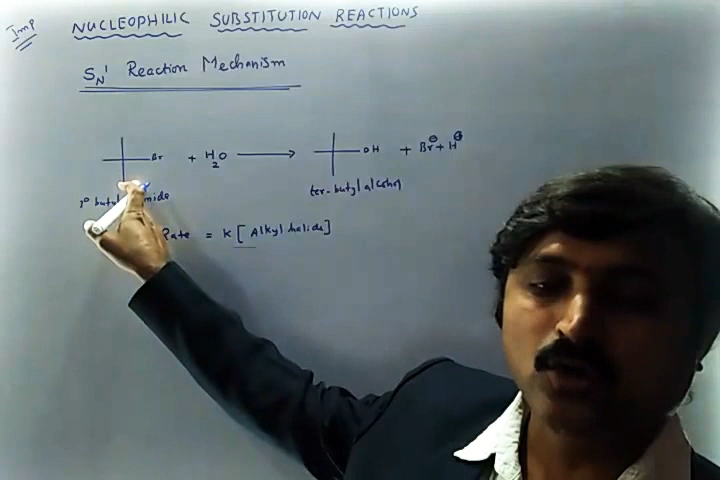 Imp
NUCLEOPHILIC SUBSTITUTION REACTIONS
SN1 Reaction Mechanism
Br + H2O → OH + Br⊖ + H⊕
3° butyl mide
ter-butyl alcohol
Rate = K [Alkyl halide]